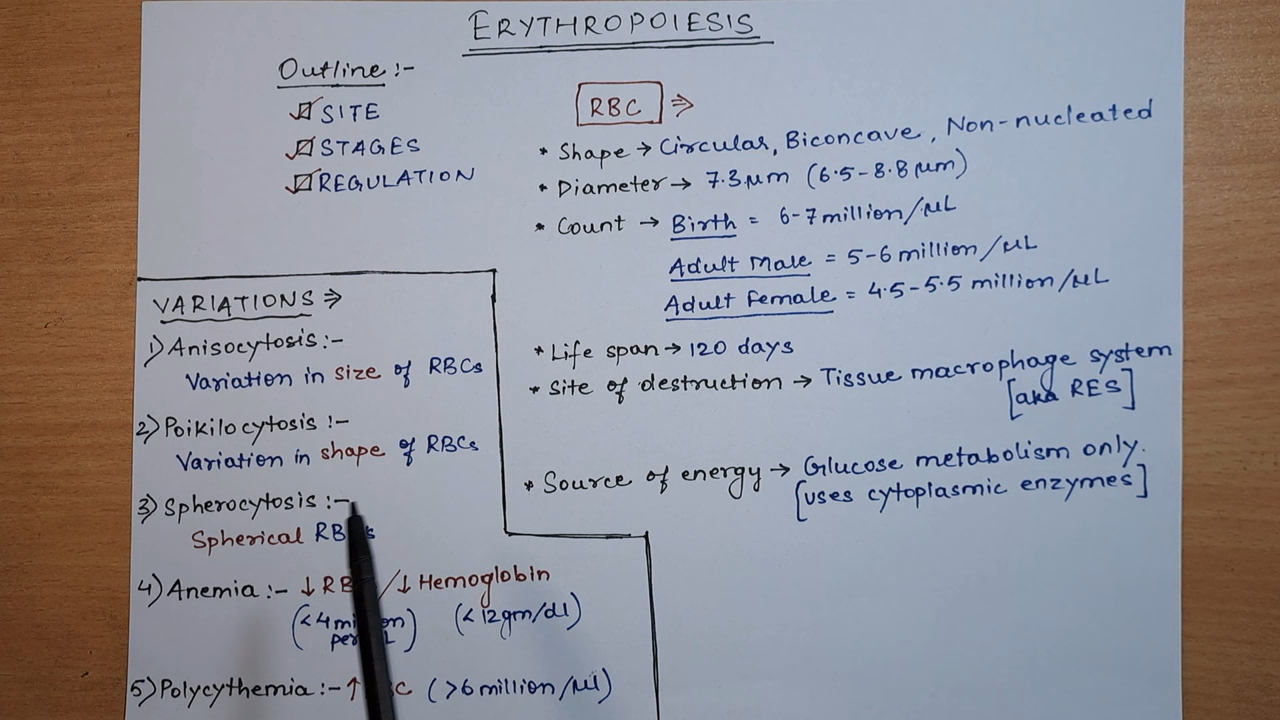 ERYTHROPOIESIS
Outline :-
SITE
STAGES
REGULATION
RBC ⇒
* Shape → Circular, Biconcave, Non-nucleated
* Diameter → 7.3 μm (6.5-8.8 μm)
* Count → Birth = 6-7 million/μL
Adult Male = 5-6 million/μL
Adult Female = 4.5-5.5 million/μL
* Life span → 120 days
* Site of destruction → Tissue macrophage system
[aka RES]
* Source of energy → Glucose metabolism only.
[uses cytoplasmic enzymes]
VARIATIONS ⇒
1) Anisocytosis :-
Variation in size of RBCs
2) Poikilocytosis :-
Variation in shape of RBCs
3) Spherocytosis :-
Spherical
4) Anemia :- ↓ / ↓ Hemoglobin
(<4 per ) (<12gm/dl)
5) Polycythemia :- ↑ (>6 million/μl)